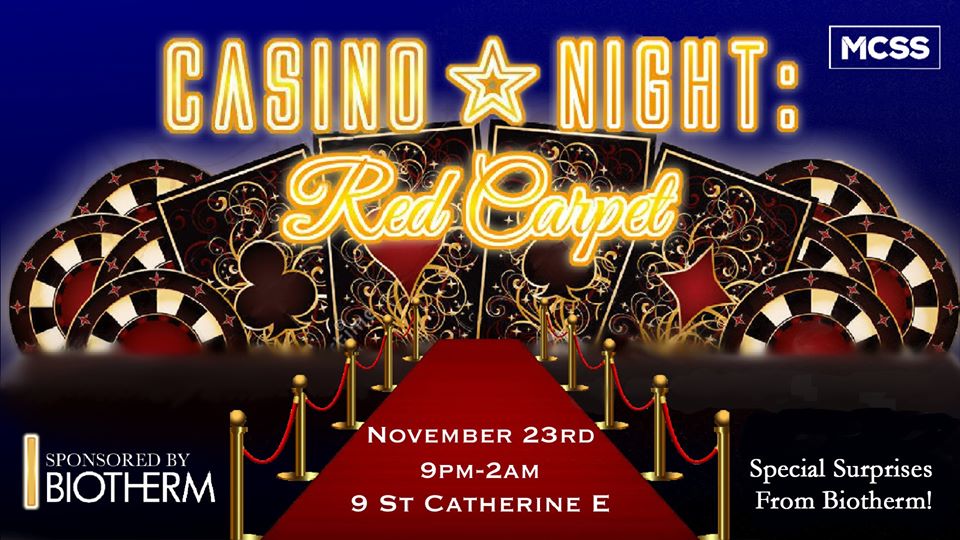 CASINO ☆ NIGHT:
MCSS
Red Carpet
NOVEMBER 23RD
9PM-2AM
9 ST CATHERINE E
SPONSORED BY
BIOTHERM
Special Surprises
From Biotherm!